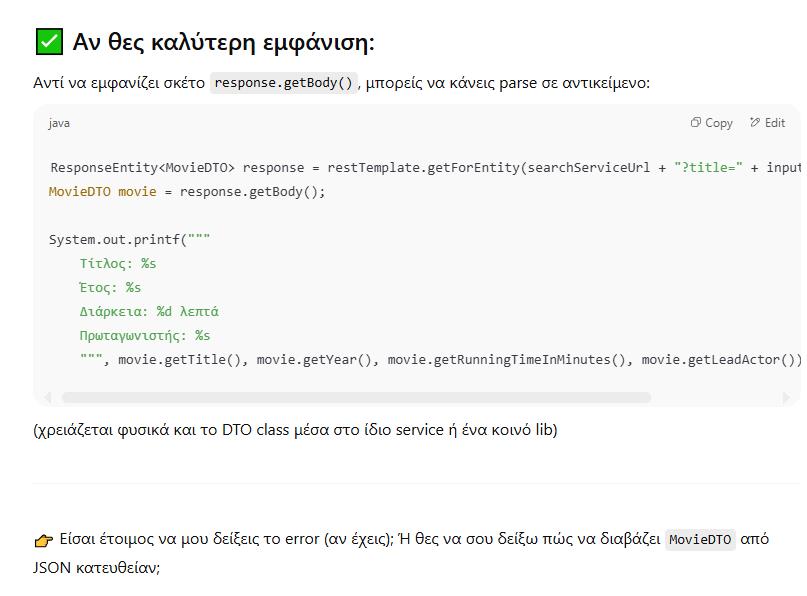 ✅ Αν θες καλύτερη εμφάνιση:
Αντί να εμφανίζει σκέτο response.getBody(), μπορείς να κάνεις parse σε αντικείμενο:
java
Copy Edit
ResponseEntity<MovieDTO> response = restTemplate.getForEntity(searchServiceUrl + "?title=" + input
MovieDTO movie = response.getBody();
System.out.printf("""
Τίτλος: %s
Έτος: %s
Διάρκεια: %d λεπτά
Πρωταγωνιστής: %s
""", movie.getTitle(), movie.getYear(), movie.getRunningTimeInMinutes(), movie.getLeadActor())
(χρειάζεται φυσικά και το DTO class μέσα στο ίδιο service ή ένα κοινό lib)
👉 Είσαι έτοιμος να μου δείξεις το error (αν έχεις); Ή θες να σου δείξω πώς να διαβάζει MovieDTO από
JSON κατευθείαν;